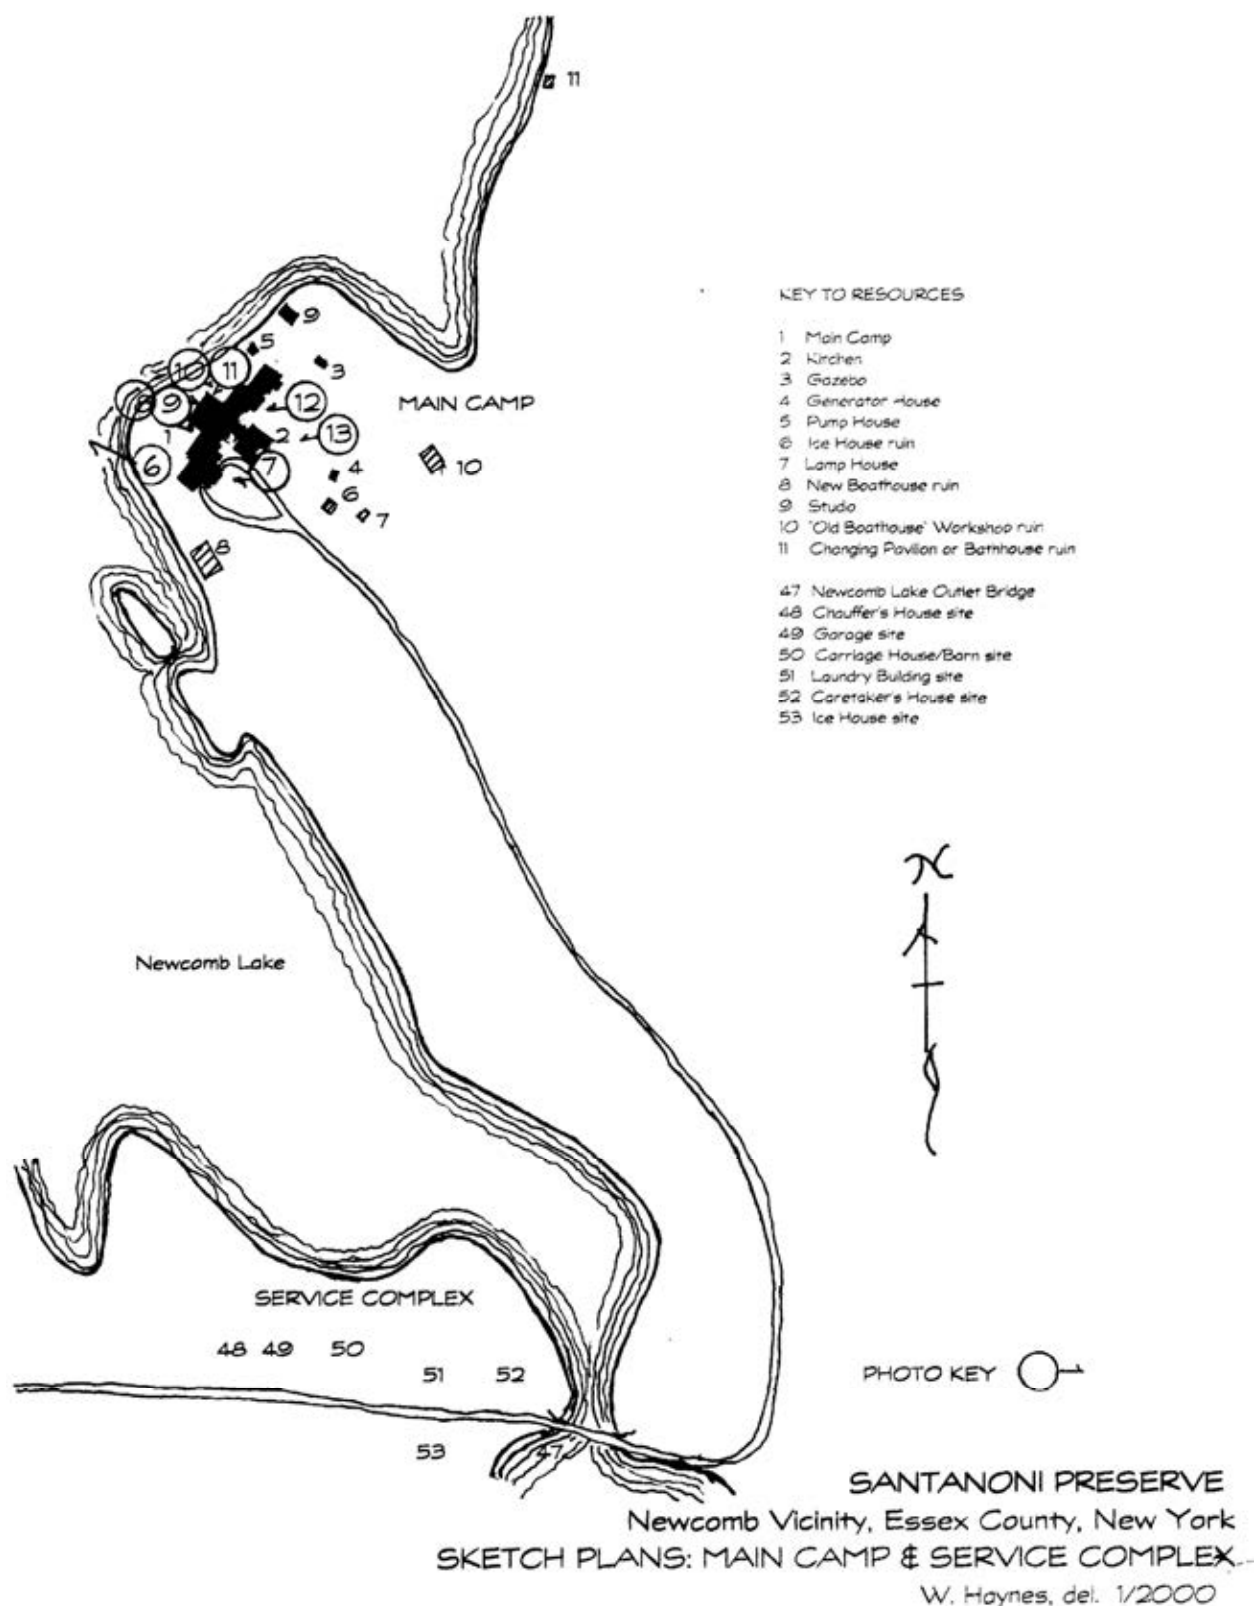 11
9
5
3
10
11
8
9
12
MAIN CAMP
1
2
13
6
7
4
10
6
7
8
KEY TO RESOURCES
1 Main Camp
2 Kirchen
3 Gazebo
4 Generator House
5 Pump House
6 Ice House ruin
7 Lamp House
8 New Boathouse ruin
9 Studio
10 "Old Boathouse" Workshop ruin
11 Changing Pavilion or Bathhouse ruin
47 Newcomb Lake Outlet Bridge
48 Chauffer's House site
49 Garage site
50 Carriage House/Barn site
51 Laundry Building site
52 Caretaker's House site
53 Ice House site
N
Newcomb Lake
SERVICE COMPLEX
48 49 50
51 52
53 47
PHOTO KEY
SANTANONI PRESERVE
Newcomb Vicinity, Essex County, New York
SKETCH PLANS: MAIN CAMP & SERVICE COMPLEX
W. Haynes, del. 1/2000